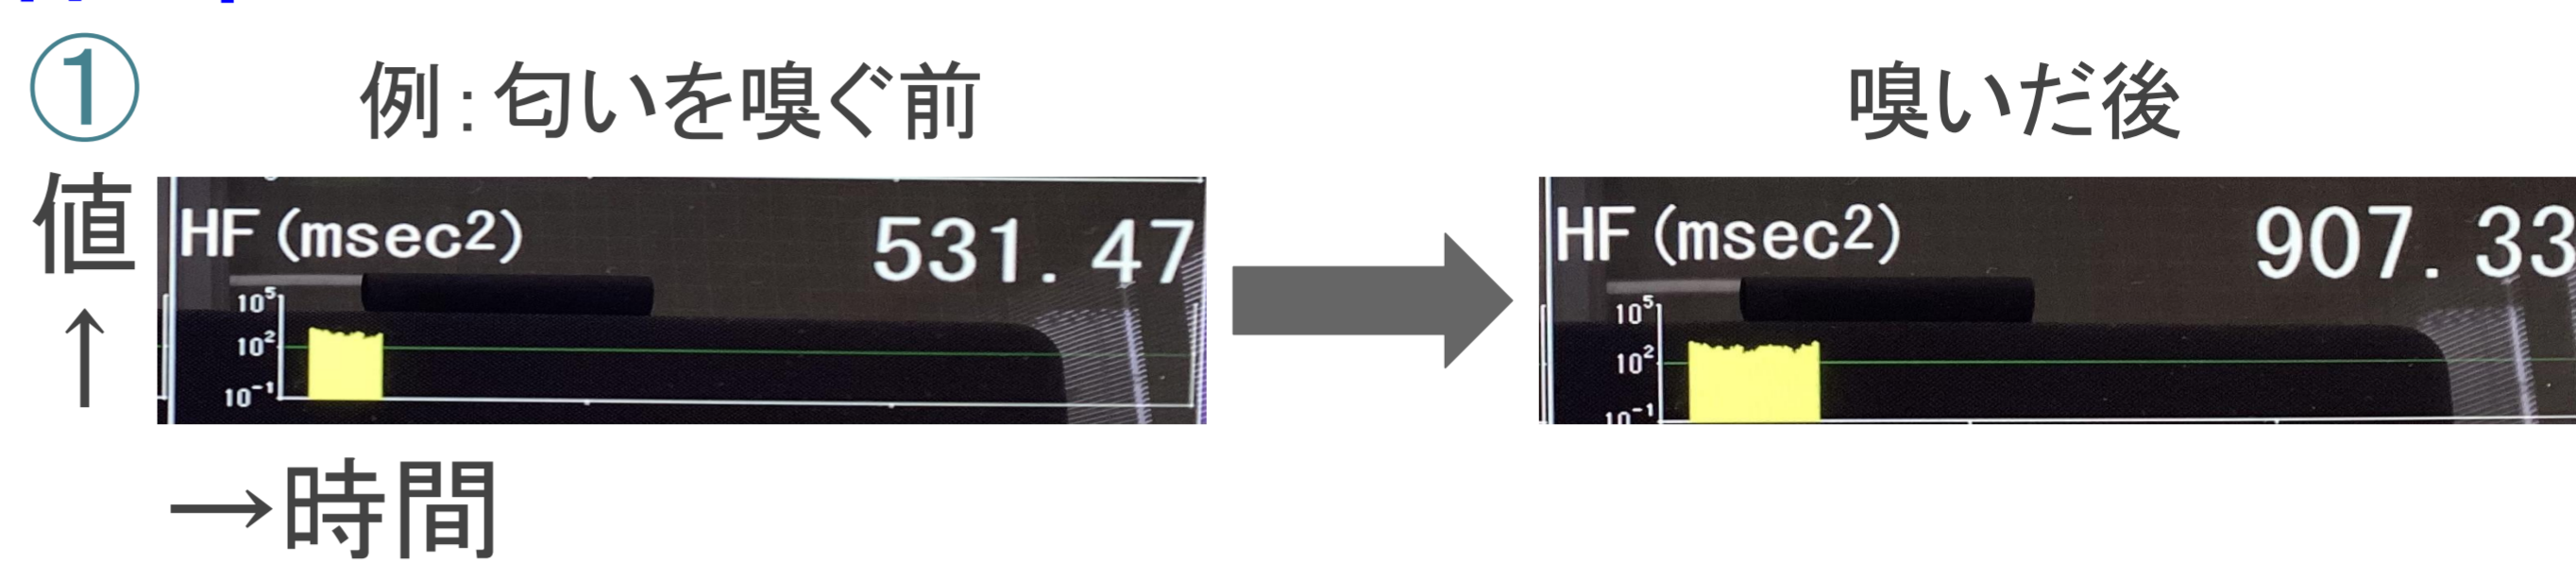 ①
例：匂いを嗅ぐ前
嗅いだ後
値
↑
HF(msec2)
531.47
10⁵
10²
10⁻¹
HF(msec2)
907.33
10⁵
10²
10⁻¹
→時間